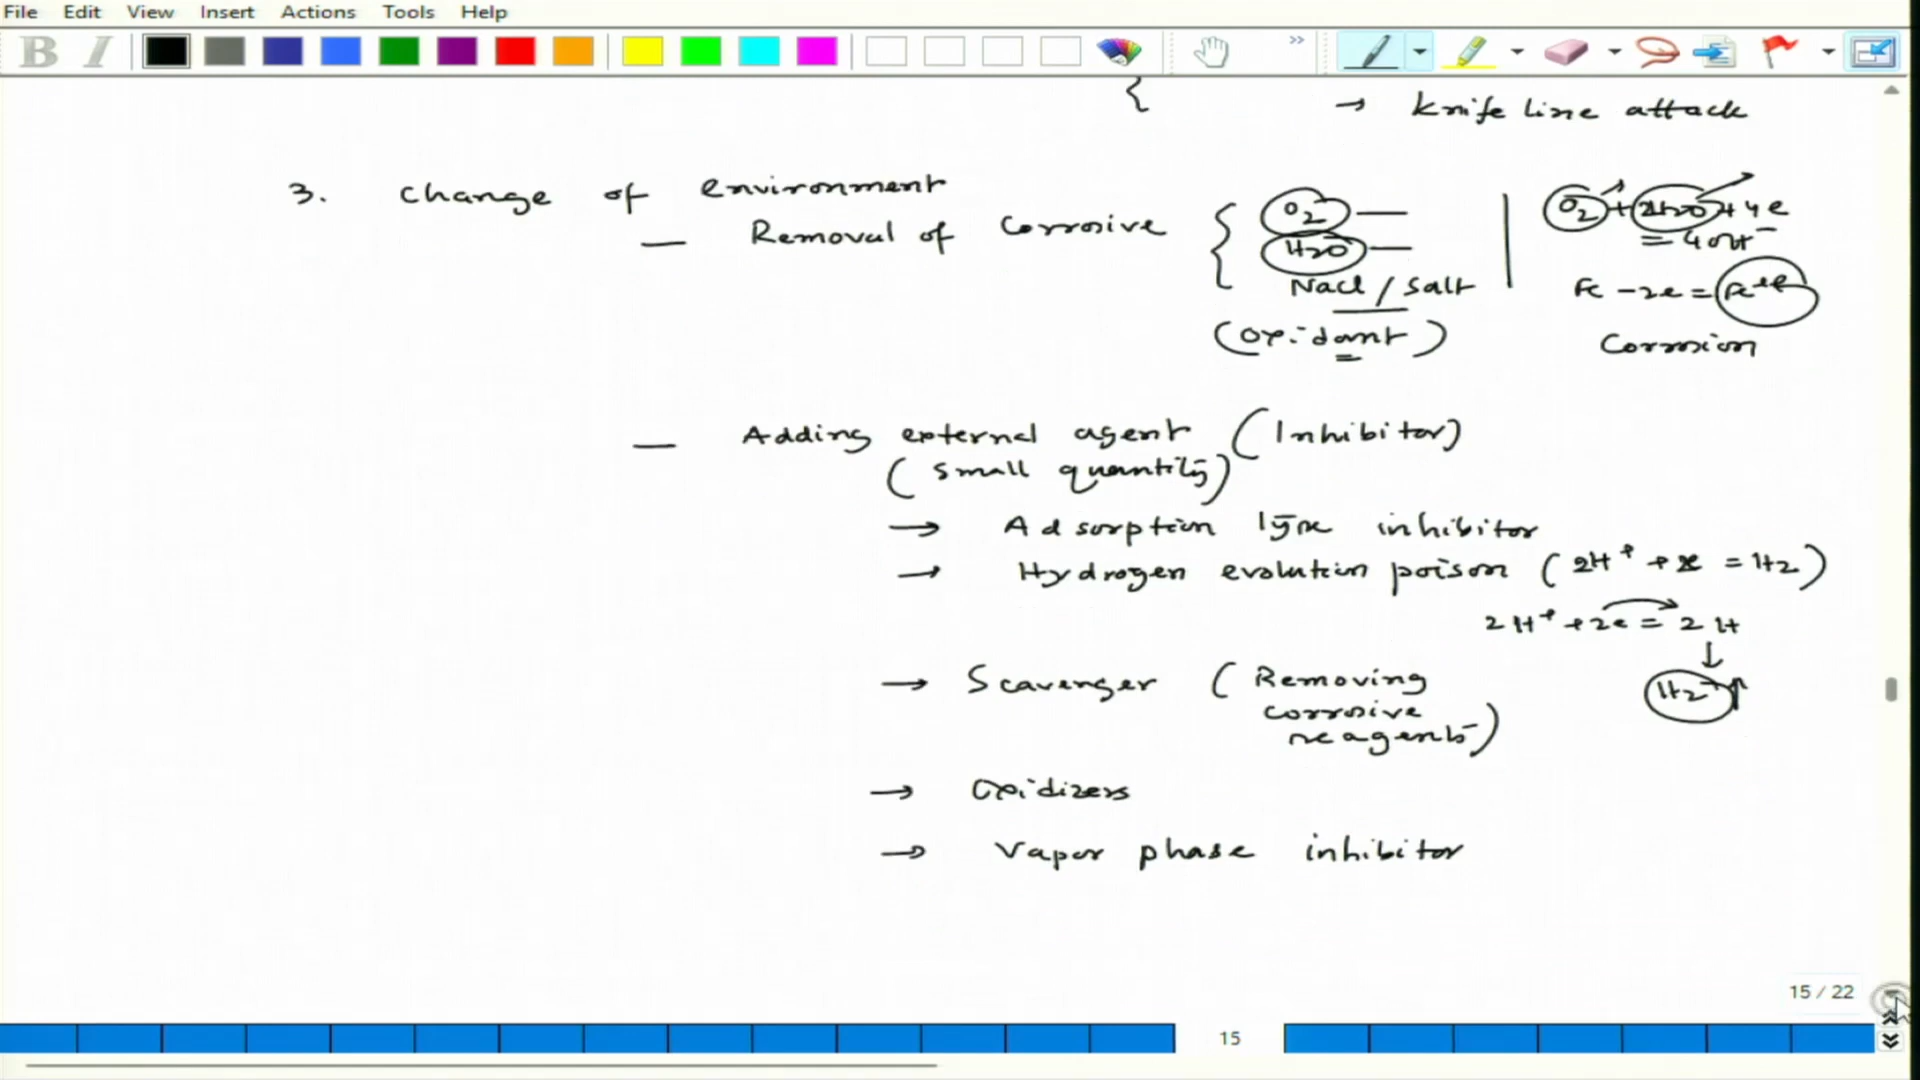 File Edit View Insert Actions Tools Help
B I
{ → knife line attack
3. Change of environment
— Removal of Corrosive { O2 —
H2O —
NaCl / Salt
(Oxidant)
O2 + 2H2O + 4e
= 4OH⁻
Fe - 2e = Fe++
Corrosion
— Adding external agent (Inhibitor)
(Small quantity)
→ Adsorption type inhibitor
→ Hydrogen evolution poison (2H+ + 2e = H2)
2H+ + 2e = 2H
↓
H2 ↑
→ Scavenger (Removing
corrosive
reagents)
→ Oxidizers
→ Vapor phase inhibitor
15 / 22
15